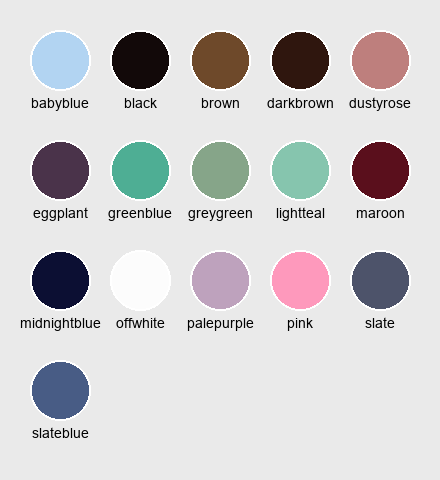 babyblue black brown darkbrown dustyrose
eggplant greenblue greygreen lightteal maroon
midnightblue offwhite palepurple pink slate
slateblue